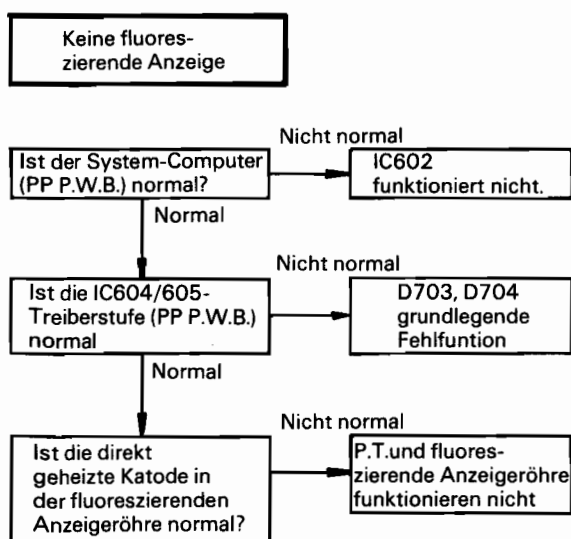 Keine fluores-
zierende Anzeige
Nicht normal
Ist der System-Computer
(PP P.W.B.) normal?
IC602
funktioniert nicht.
Normal
Nicht normal
Ist die IC604/605-
Treiberstufe (PP P.W.B.)
normal
D703, D704
grundlegende
Fehlfuntion
Normal
Nicht normal
Ist die direkt
geheizte Katode in
der fluoreszierenden
Anzeigeröhre normal?
P.T.und fluores-
zierende Anzeigeröhre
funktionieren nicht